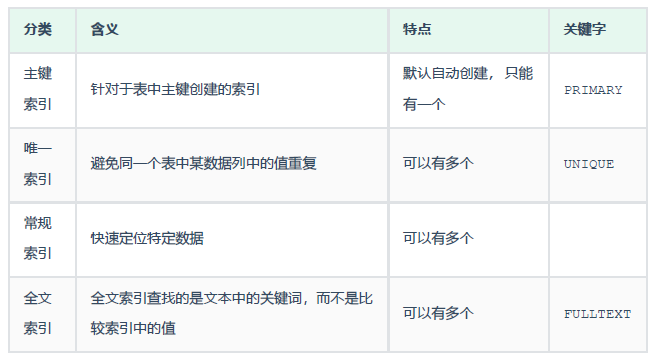 分类 含义 特点 关键字
主键
索引
针对于表中主键创建的索引
默认自动创建， 只能
有一个
PRIMARY
唯一
索引
避免同一个表中某数据列中的值重复
可以有多个
UNIQUE
常规
索引
快速定位特定数据
可以有多个
全文
索引
全文索引查找的是文本中的关键词，而不是比
较索引中的值
可以有多个
FULLTEXT